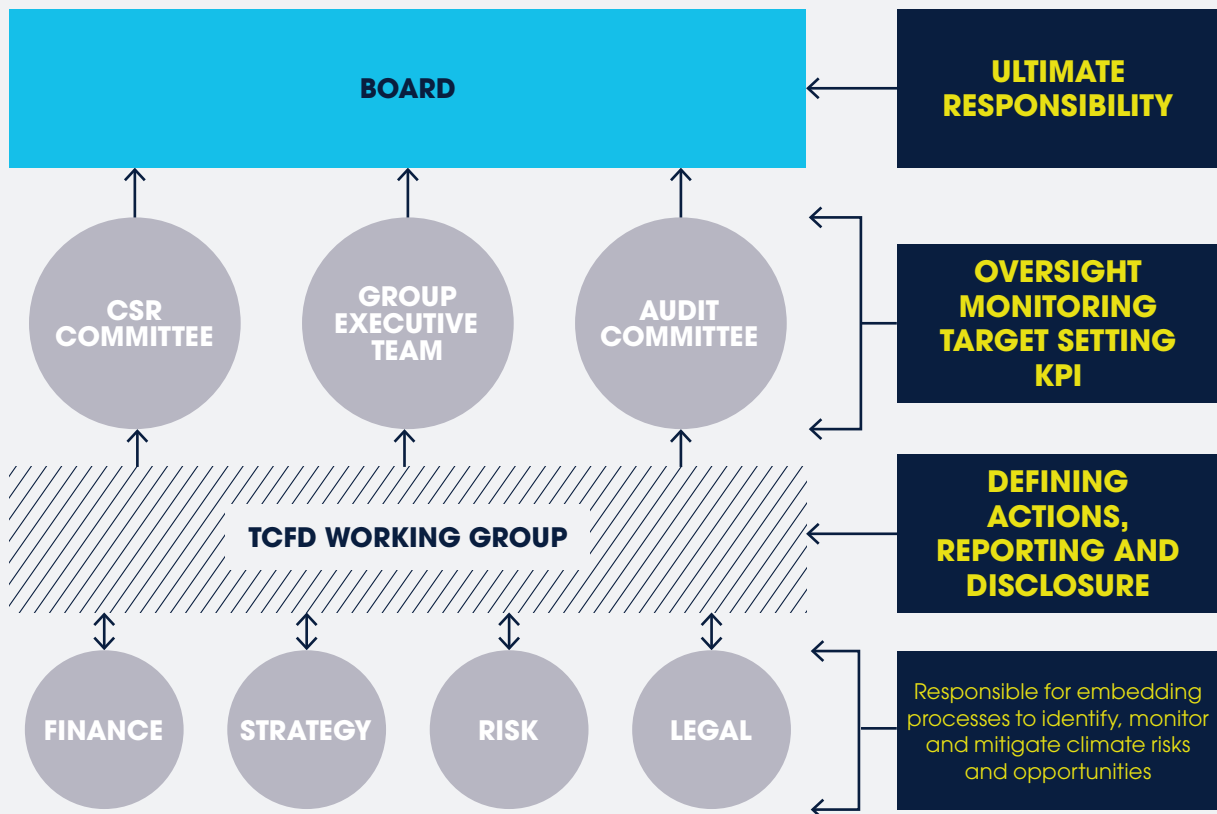 BOARD
ULTIMATE
RESPONSIBILITY
CSR
COMMITTEE
GROUP
EXECUTIVE
TEAM
AUDIT
COMMITTEE
OVERSIGHT
MONITORING
TARGET SETTING
KPI
TCFD WORKING GROUP
DEFINING
ACTIONS,
REPORTING AND
DISCLOSURE
FINANCE
STRATEGY
RISK
LEGAL
Responsible for embedding
processes to identify, monitor
and mitigate climate risks
and opportunities